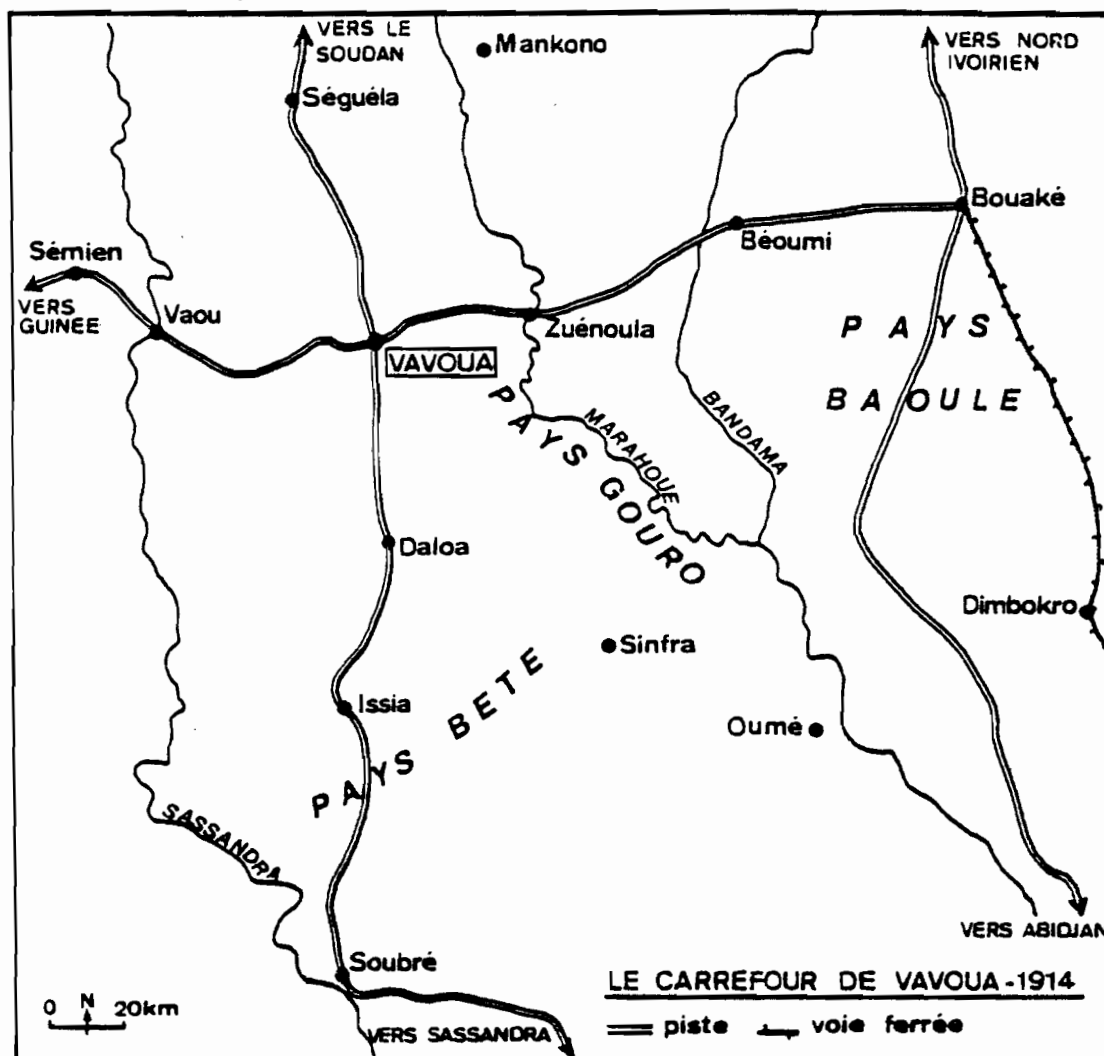 VERS LE
SOUDAN
Mankono
VERS NORD
IVOIRIEN
Séguéla
Bouaké
Béoumi
Sémien
VERS
GUINEE
Vaou
Zuénoula
VAVOUA
PAYS
BAOULE
PAYS GOURO
MARAHOUE
BANDAMA
Daloa
Dimbokro
Sinfra
PAYS BETE
Issia
Oumé
SASSANDRA
VERS ABIDJAN
Soubré
LE CARREFOUR DE VAVOUA-1914
0 N 20km
piste voie ferrée
VERS SASSANDRA